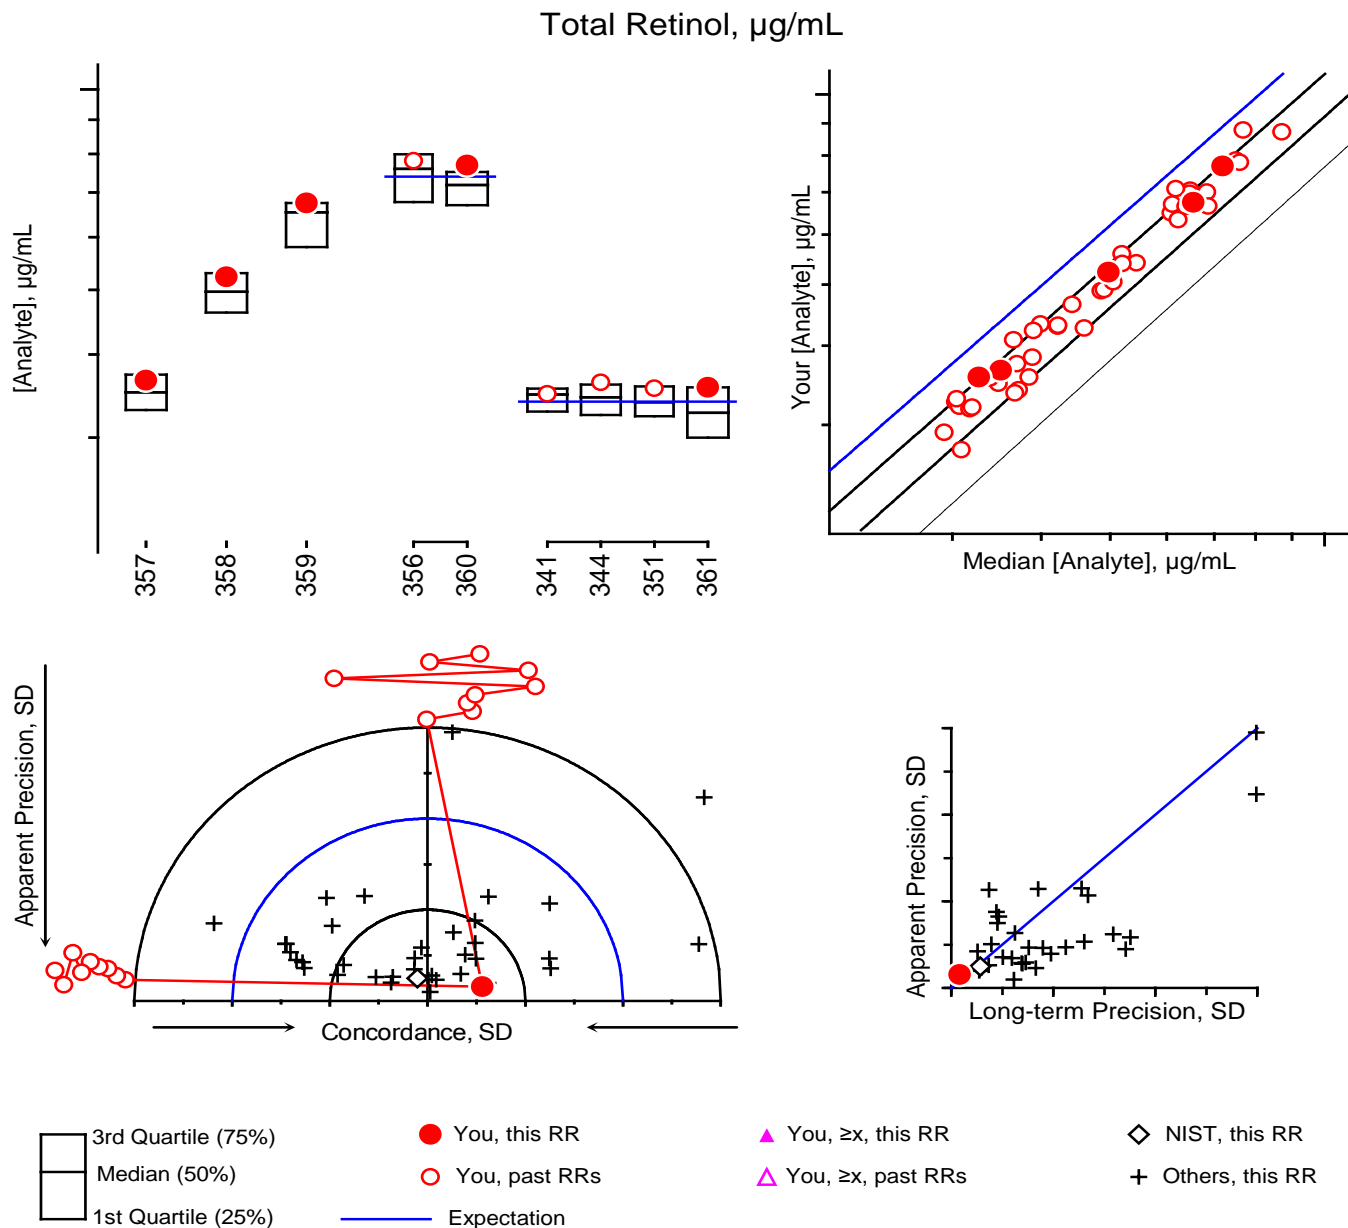 Total Retinol, µg/mL
[Analyte], µg/mL
357
358
359
356
360
341
344
351
361
Your [Analyte], µg/mL
Median [Analyte], µg/mL
Apparent Precision, SD
Concordance, SD
Apparent Precision, SD
Long-term Precision, SD
3rd Quartile (75%)
Median (50%)
1st Quartile (25%)
You, this RR
You, past RRs
Expectation
You, ≥x, this RR
You, ≥x, past RRs
NIST, this RR
Others, this RR